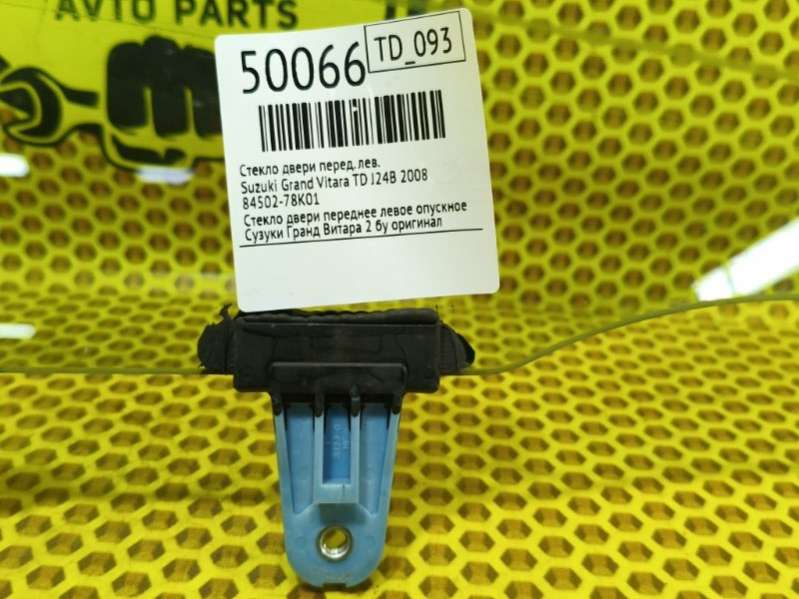 AVTO PARTS
50066
TD_093
Стекло двери перед.лев.
Suzuki Grand Vitara TD J24B 2008
84502-78K01
Стекло двери переднее левое опускное
Сузуки Гранд Витара 2 бу оригинал